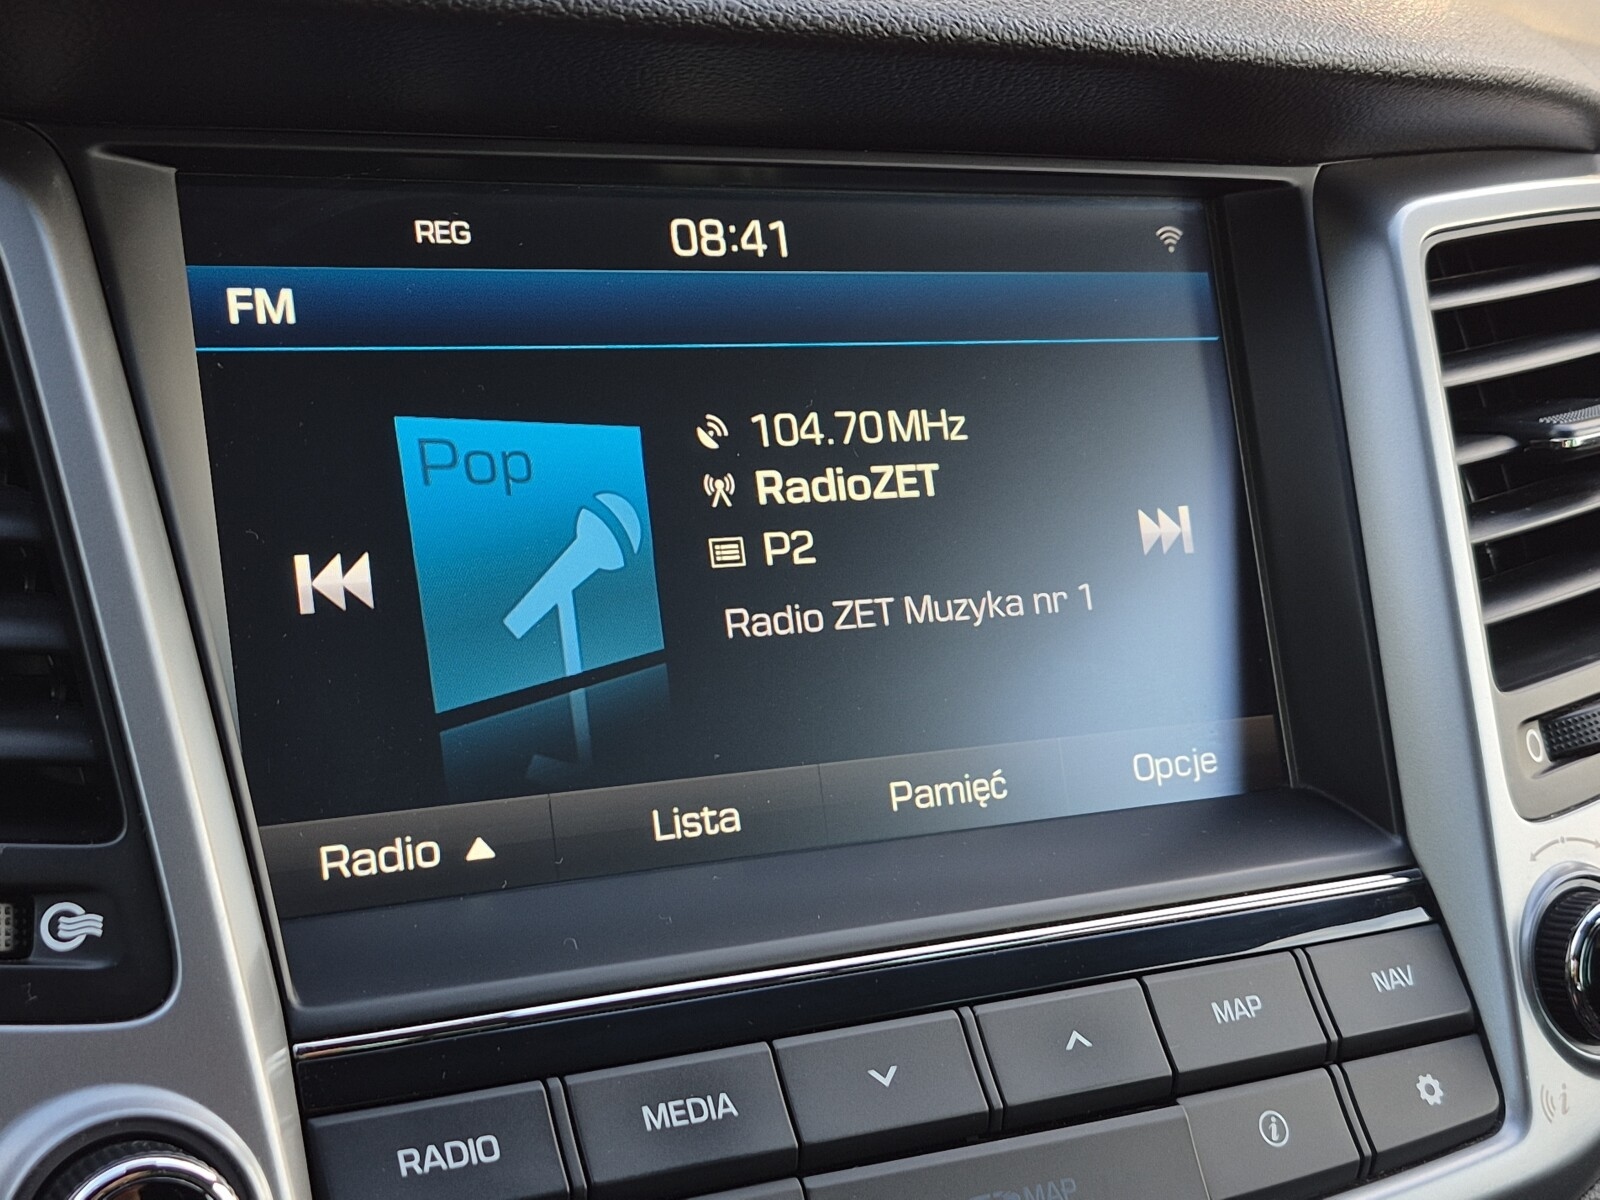 REG 08:41
FM
Pop
104.70MHz
RadioZET
P2
Radio ZET Muzyka nr 1
Radio Lista Pamięć Opcje
RADIO MEDIA MAP NAV
MAP